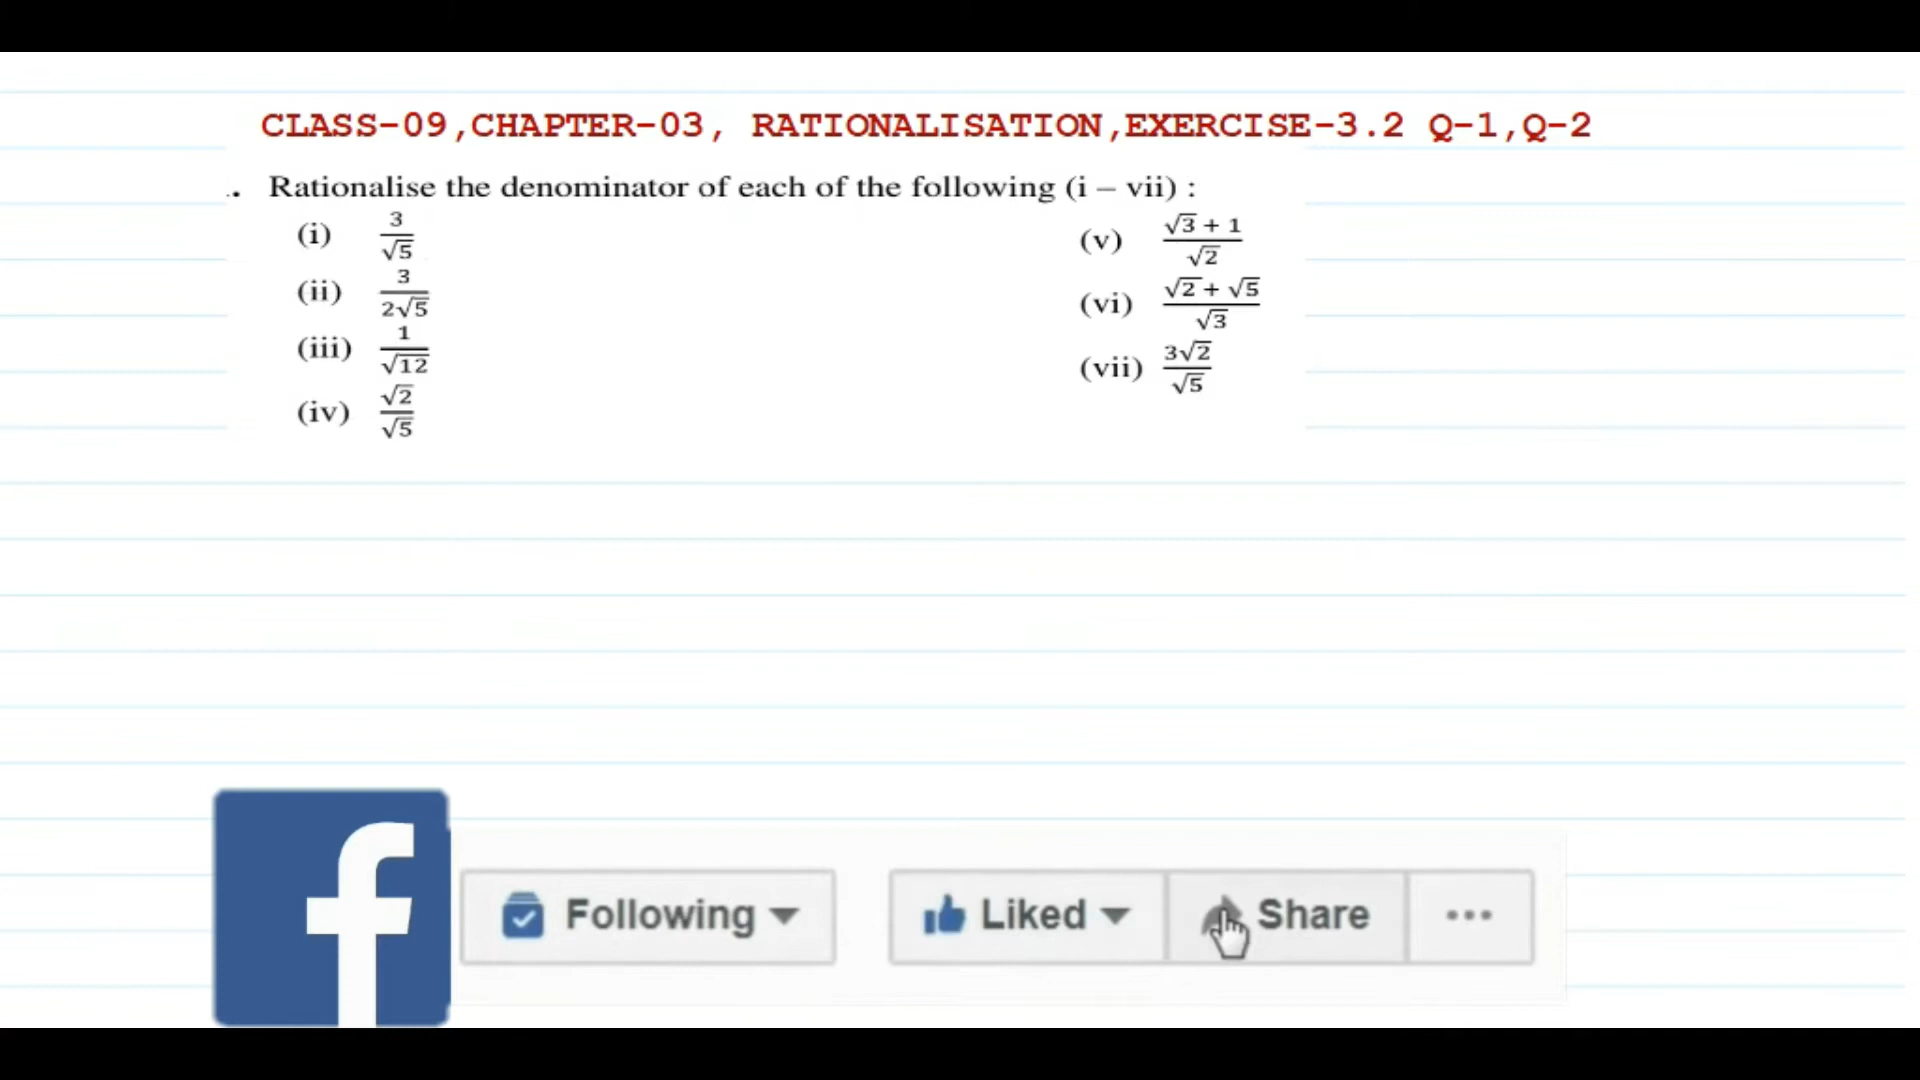 CLASS-09,CHAPTER-03, RATIONALISATION,EXERCISE-3.2 Q-1,Q-2
. Rationalise the denominator of each of the following (i – vii) :
(i) 3/√5
(ii) 3/2√5
(iii) 1/√12
(iv) √2/√5
(v) √3 + 1/√2
(vi) √2 + √5/√3
(vii) 3√2/√5
f Following Liked Share ...